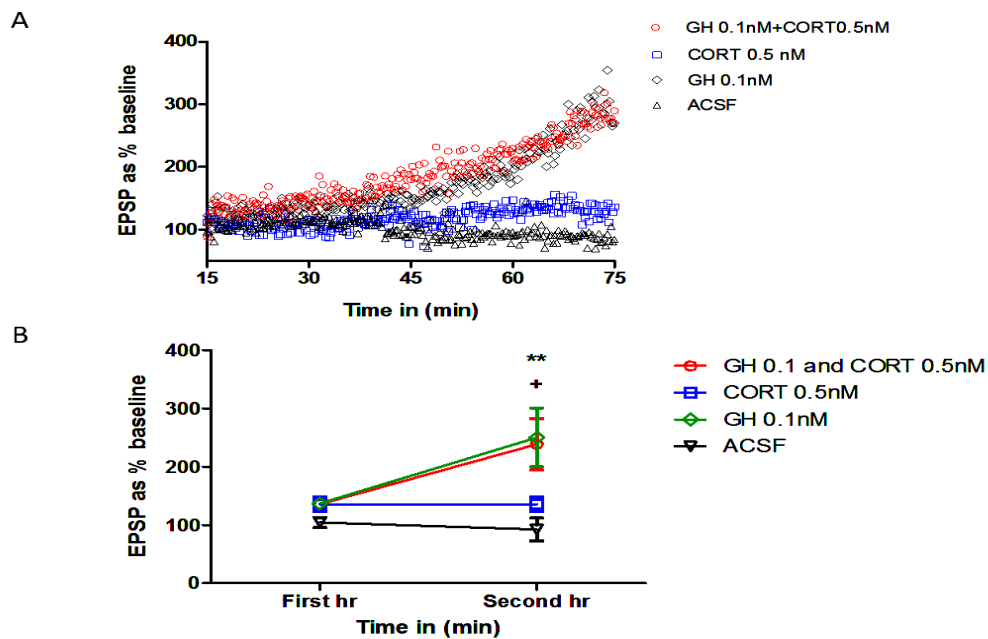 A
GH 0.1nM+CORT0.5nM
CORT 0.5 nM
GH 0.1nM
ACSF
EPSP as % baseline
400
300
200
100
15
30
45
60
75
Time in (min)
B
**
+
GH 0.1 and CORT 0.5nM
CORT 0.5nM
GH 0.1nM
ACSF
EPSP as % baseline
400
300
200
100
0
First hr
Second hr
Time in (min)